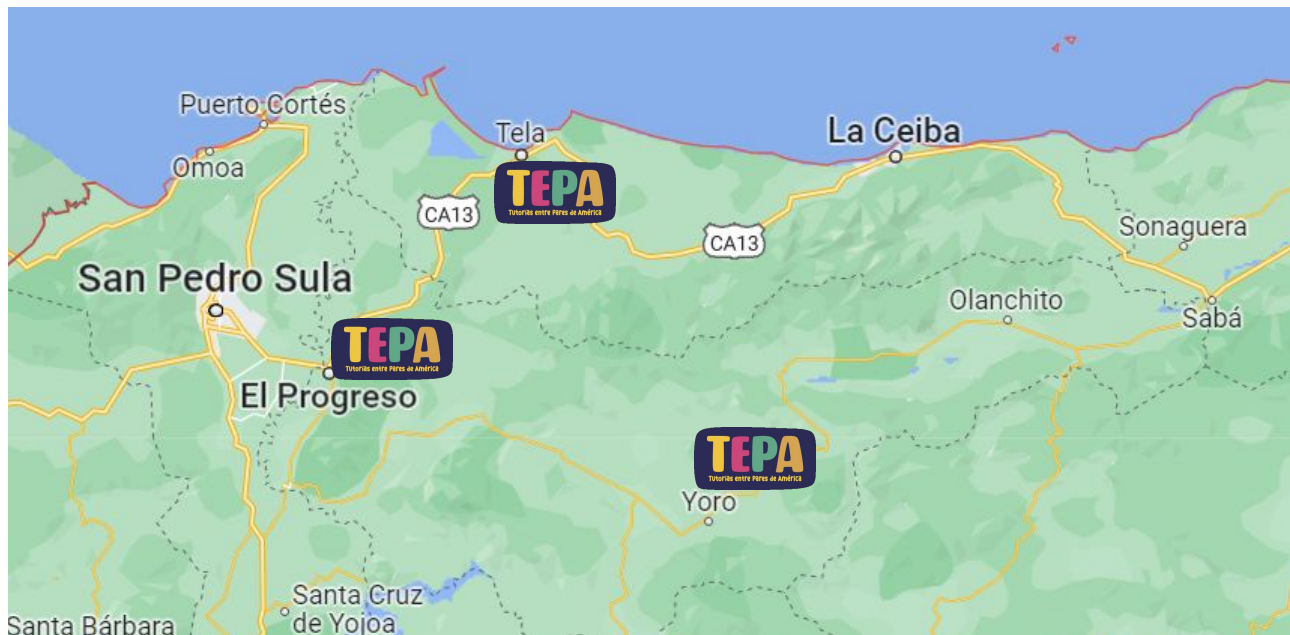 Puerto Cortés
Omoa
Tela
La Ceiba
TEPA
Tutorías entre Pares de América
CA13
CA13
Sonaguera
San Pedro Sula
Olanchito
Sabá
TEPA
Tutorías entre Pares de América
El Progreso
TEPA
Tutorías entre Pares de América
Yoro
Santa Cruz
de Yojoa
Santa Bárbara